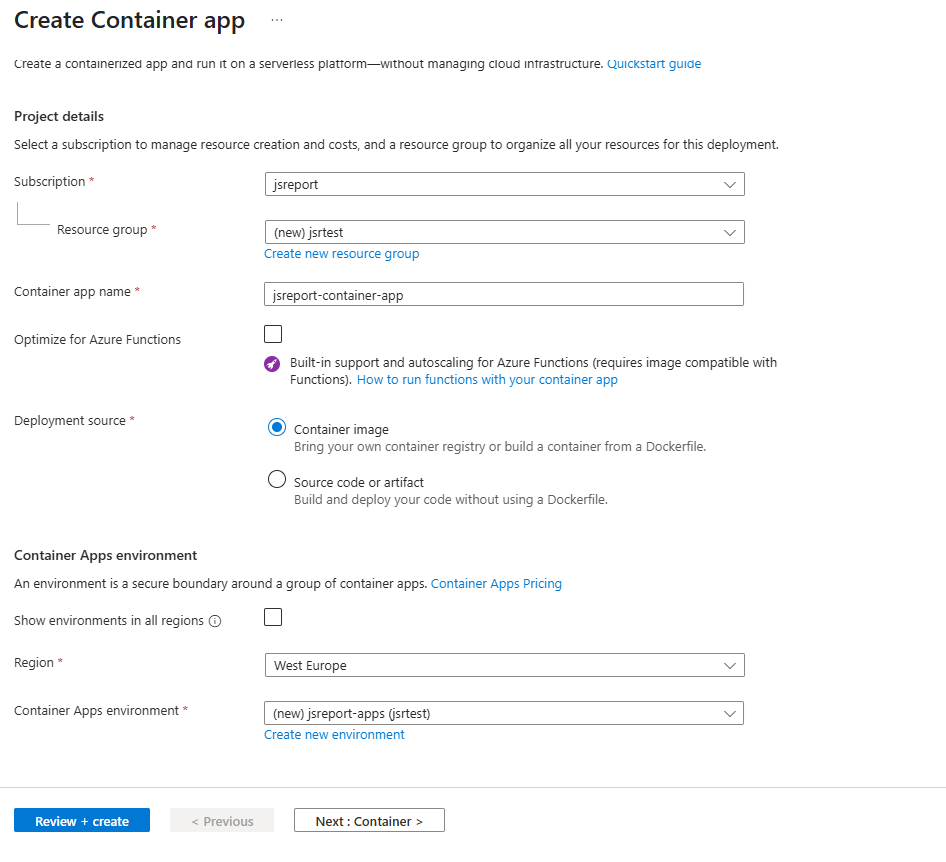 Create Container app
...
Create a containerized app and run it on a serverless platform—without managing cloud infrastructure. Quickstart guide
Project details
Select a subscription to manage resource creation and costs, and a resource group to organize all your resources for this deployment.
Subscription *
jsreport
Resource group *
(new) jsrtest
Create new resource group
Container app name *
jsreport-container-app
Optimize for Azure Functions
Built-in support and autoscaling for Azure Functions (requires image compatible with
Functions). How to run functions with your container app
Deployment source *
Container image
Bring your own container registry or build a container from a Dockerfile.
Source code or artifact
Build and deploy your code without using a Dockerfile.
Container Apps environment
An environment is a secure boundary around a group of container apps. Container Apps Pricing
Show environments in all regions
Region *
West Europe
Container Apps environment *
(new) jsreport-apps (jsrtest)
Create new environment
Review + create
< Previous
Next : Container >